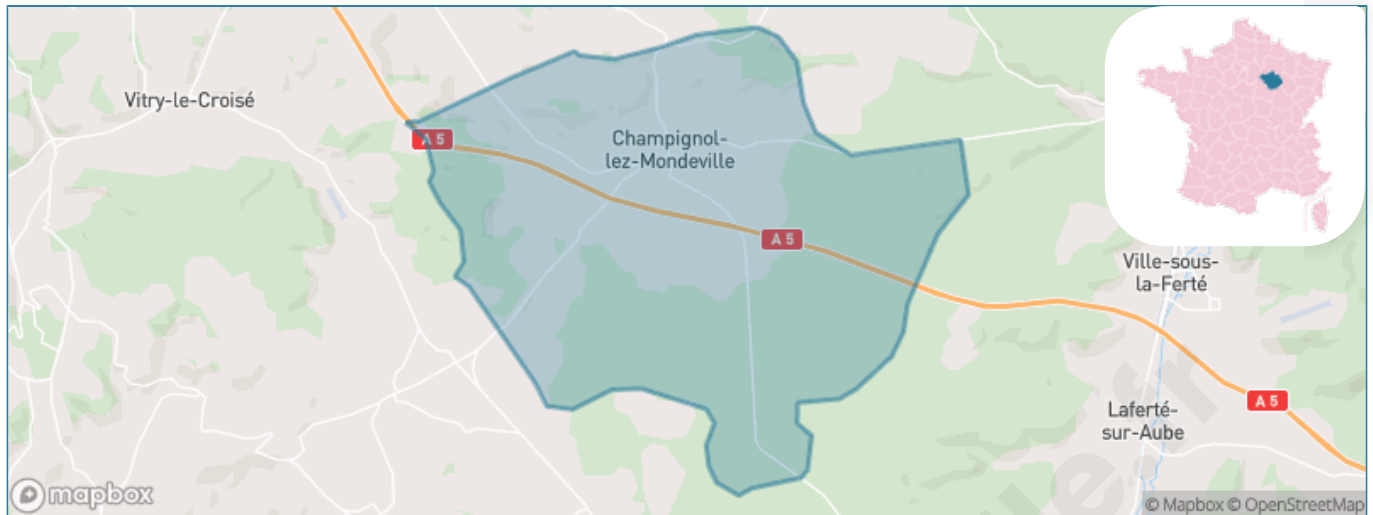 Vitry-le-Croisé
A 5
Champignol-
lez-Mondeville
A 5
Ville-sous-
la-Ferté
Laferté-
sur-Aube
A 5
mapbox
© Mapbox © OpenStreetMap